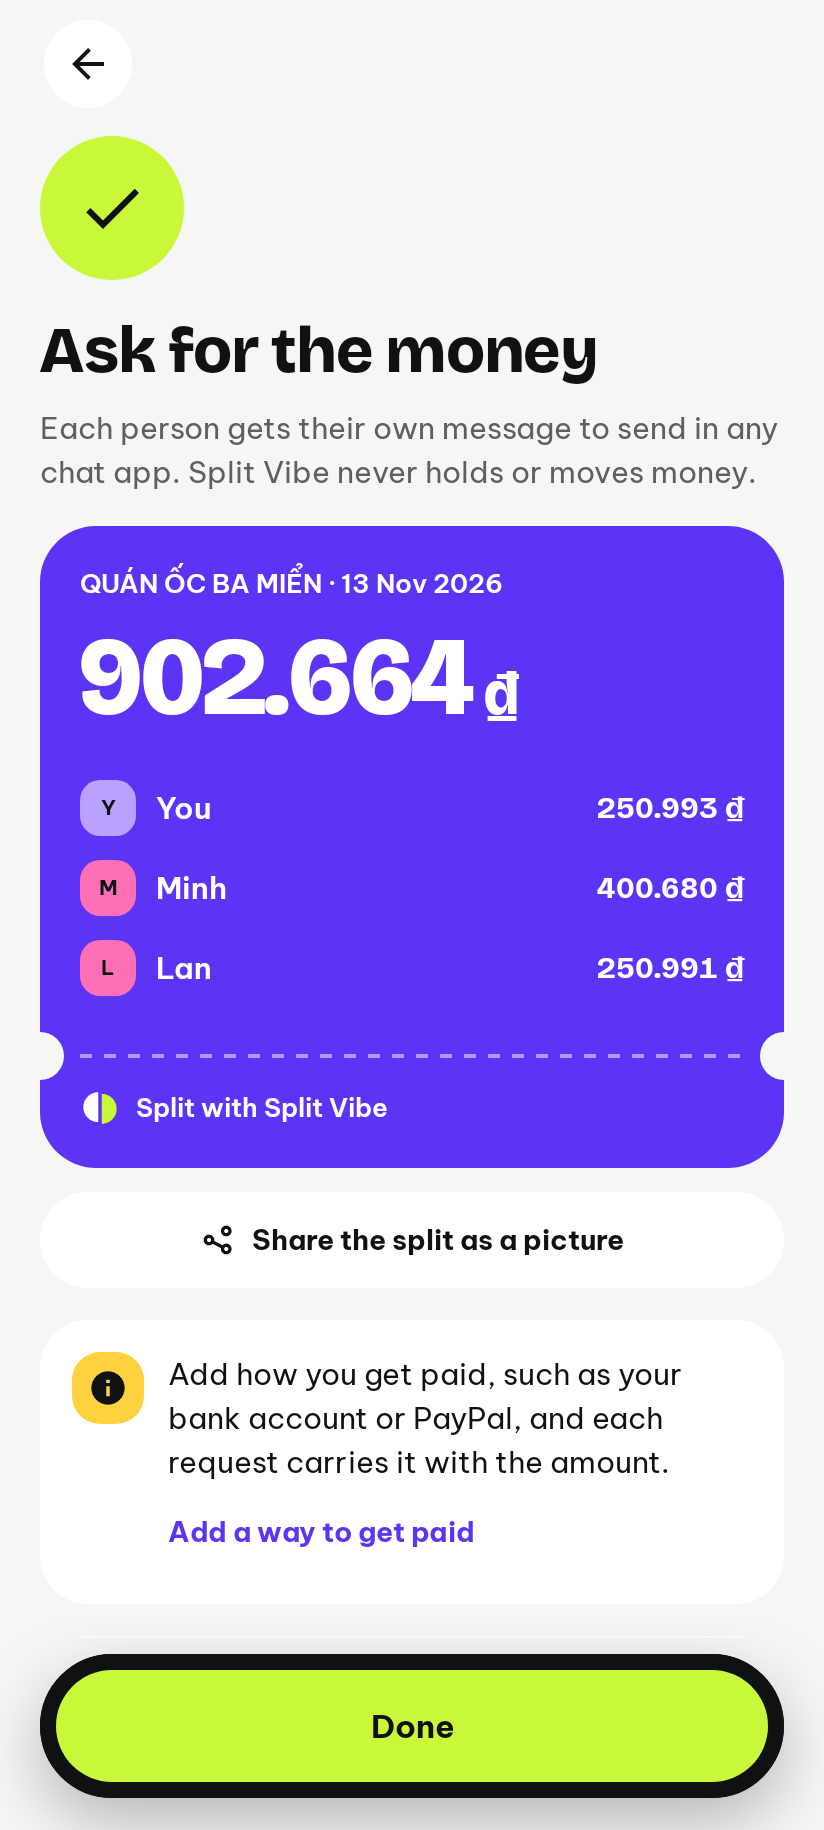 Ask for the money
Each person gets their own message to send in any
chat app. Split Vibe never holds or moves money.
QUÁN ỐC BA MIỂN · 13 Nov 2026
902.664 ₫
Y You 250.993 ₫
M Minh 400.680 ₫
L Lan 250.991 ₫
Split with Split Vibe
Share the split as a picture
Add how you get paid, such as your
bank account or PayPal, and each
request carries it with the amount.
Add a way to get paid
Done